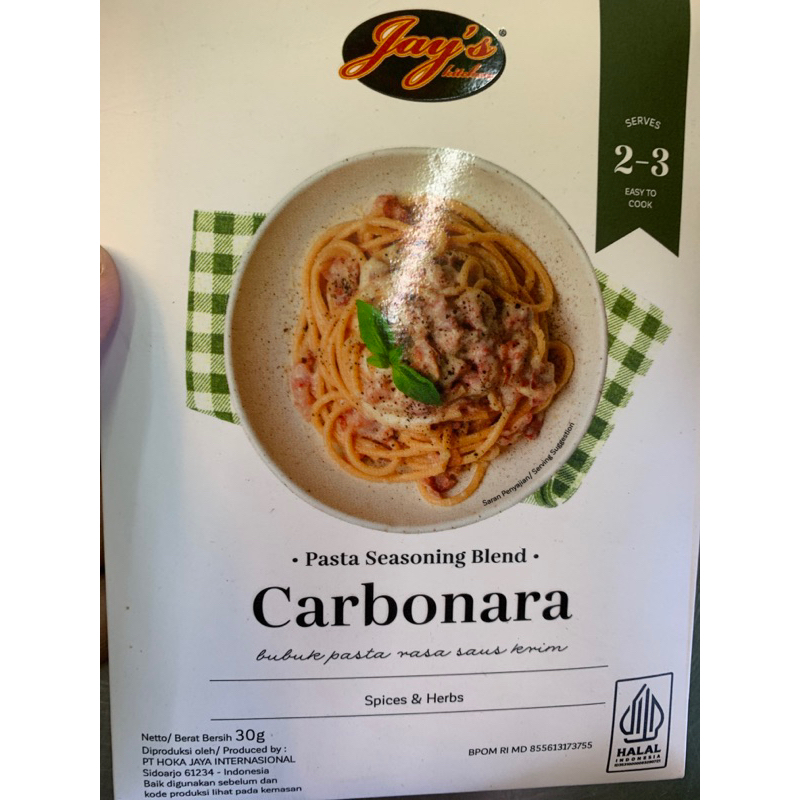 Jay's
kitchen
SERVES
2-3
EASY TO
COOK
Saran Penyajian/ Serving Suggestion
• Pasta Seasoning Blend •
Carbonara
bubuk pasta rasa saus krim
Spices & Herbs
Netto/ Berat Bersih 30g
Diproduksi oleh/ Produced by :
PT HOKA JAYA INTERNASIONAL
Sidoarjo 61234 - Indonesia
Baik digunakan sebelum dan
kode produksi lihat pada kemasan
BPOM RI MD 855613173755
HALAL
INDONESIA